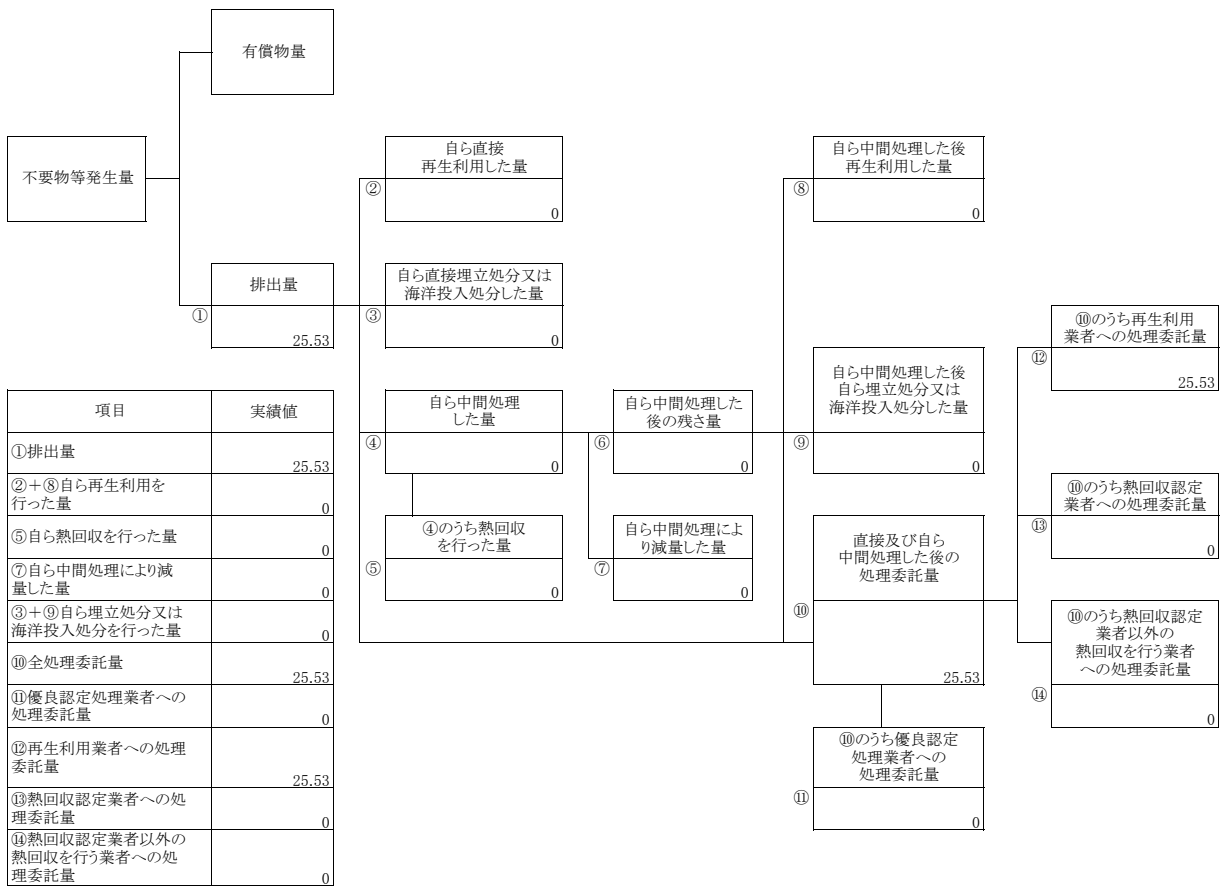 有償物量
不要物等発生量
自ら直接
再生利用した量
②
0
自ら中間処理した後
再生利用した量
⑧
0
排出量
①
25.53
自ら直接埋立処分又は
海洋投入処分した量
③
0
⑩のうち再生利用
業者への処理委託量
⑫
25.53
自ら中間処理
した量
④
0
自ら中間処理した
後の残さ量
⑥
0
自ら中間処理した後
自ら埋立処分又は
海洋投入処分した量
⑨
0
⑩のうち熱回収認定
業者への処理委託量
⑬
0
④のうち熱回収
を行った量
⑤
0
自ら中間処理によ
り減量した量
⑦
0
直接及び自ら
中間処理した後の
処理委託量
⑩
25.53
⑩のうち熱回収認定
業者以外の
熱回収を行う業者
への処理委託量
⑭
0
⑩のうち優良認定
処理業者への
処理委託量
⑪
0
項目 実績値
①排出量
25.53
②+⑧自ら再生利用を
行った量
0
⑤自ら熱回収を行った量
0
⑦自ら中間処理により減
量した量
0
③+⑨自ら埋立処分又は
海洋投入処分を行った量
0
⑩全処理委託量
25.53
⑪優良認定処理業者への
処理委託量
0
⑫再生利用業者への処理
委託量
25.53
⑬熱回収認定業者への処
理委託量
0
⑭熱回収認定業者以外の
熱回収を行う業者への処
理委託量
0